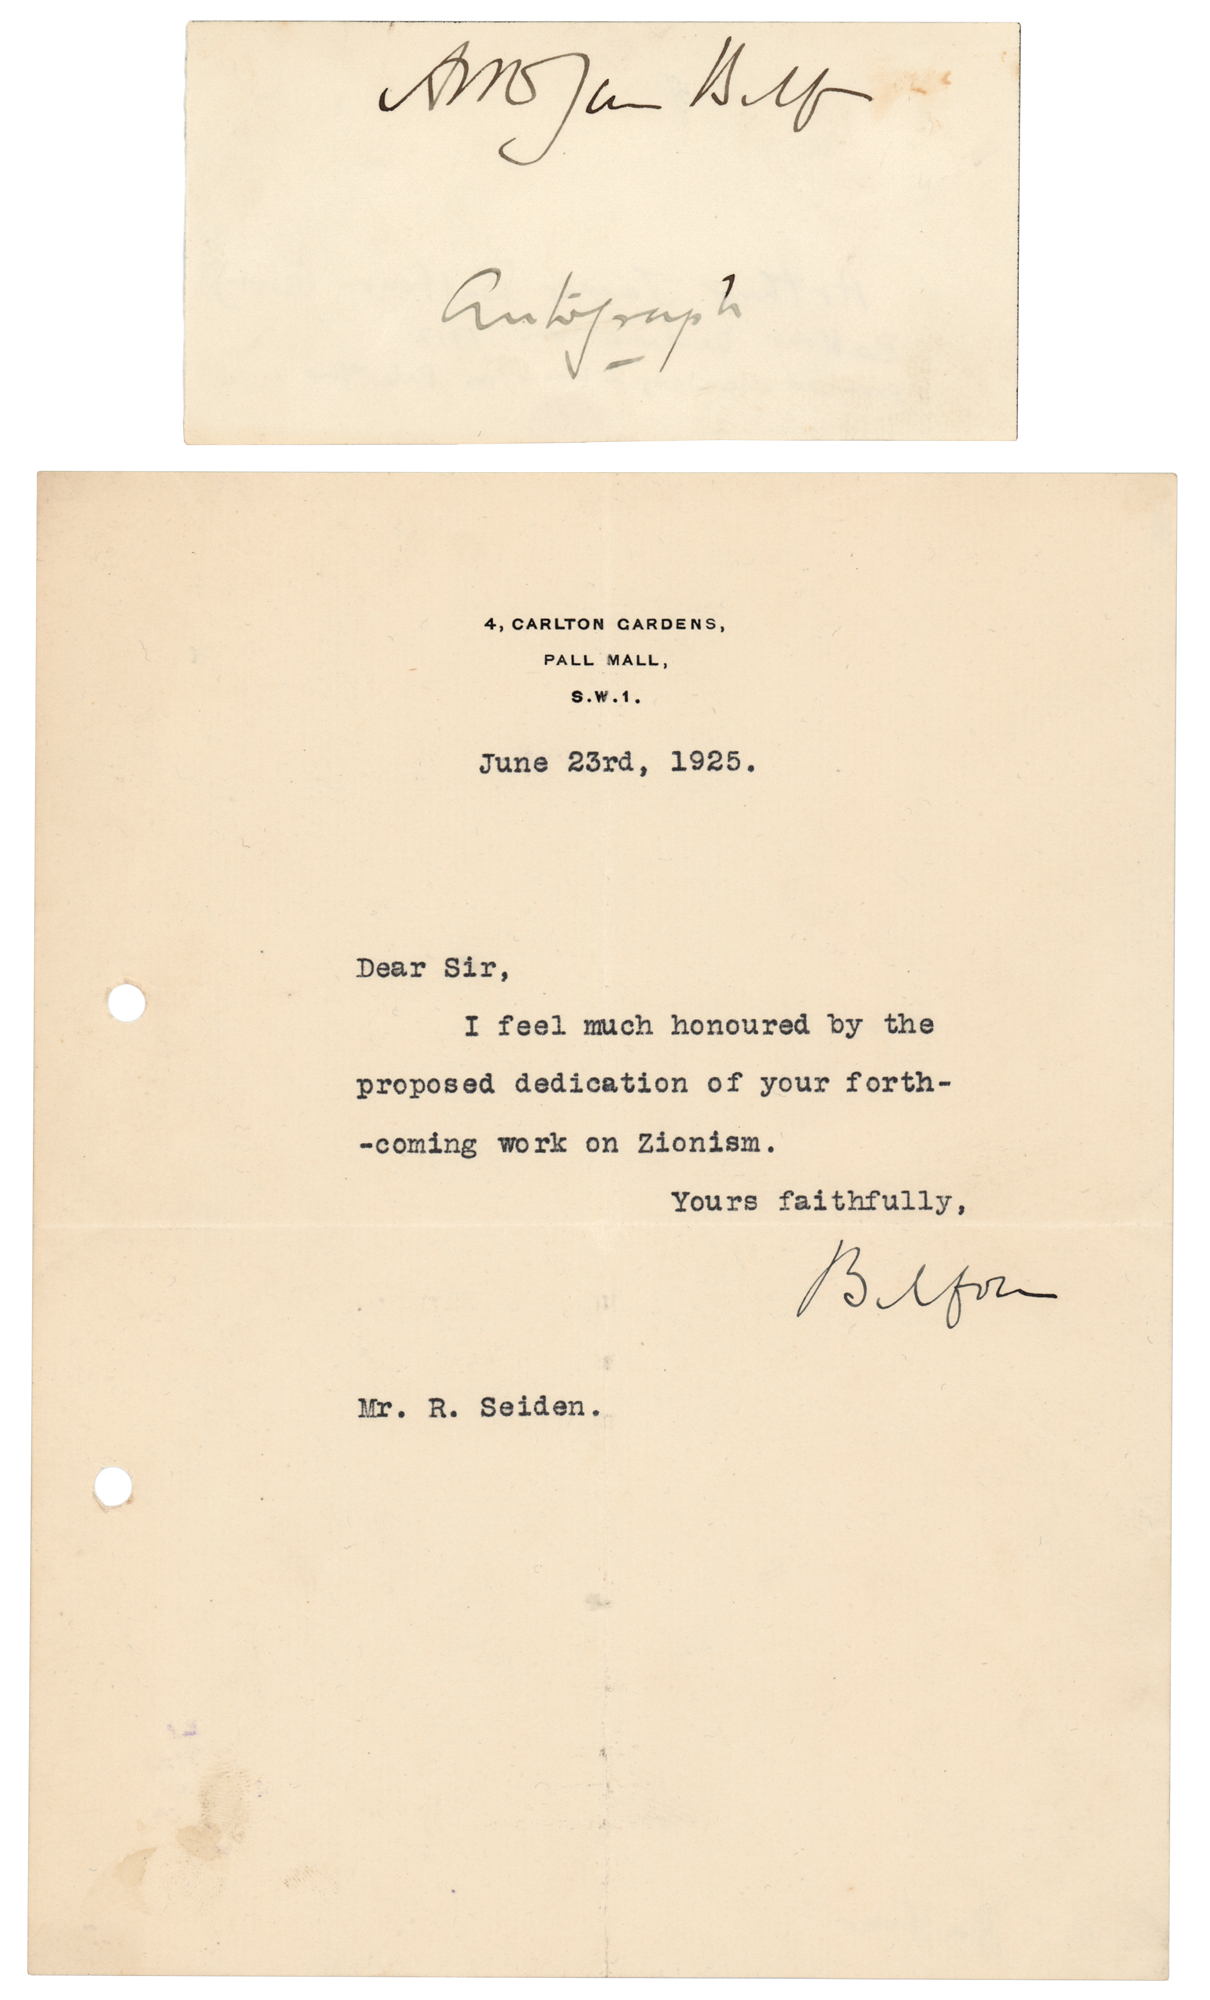 Arthur James Balfour
Autograph
4, CARLTON GARDENS,
PALL MALL,
S.W.1.
June 23rd, 1925.
Dear Sir,
I feel much honoured by the
proposed dedication of your forth-
-coming work on Zionism.
Yours faithfully,
Balfour
Mr. R. Seiden.